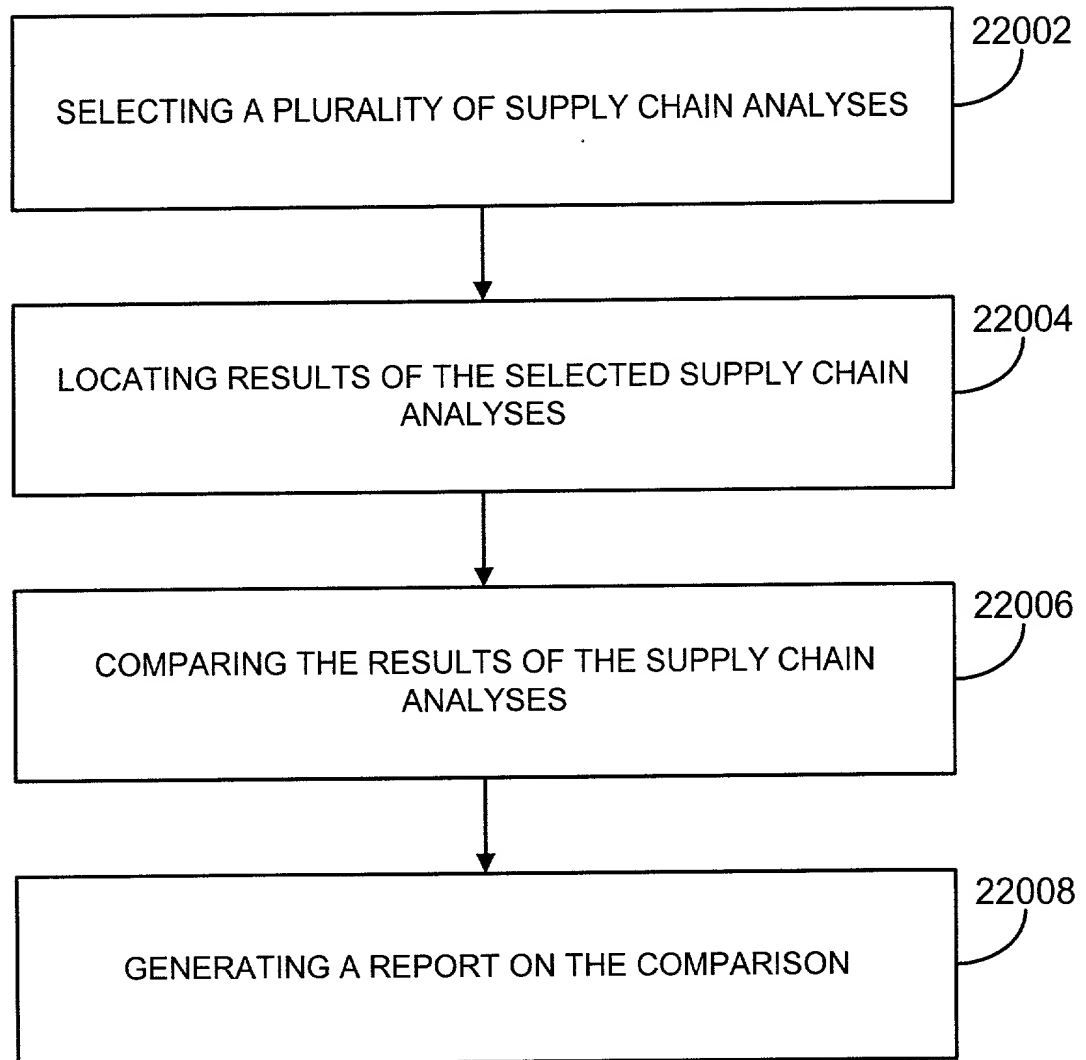 22002
SELECTING A PLURALITY OF SUPPLY CHAIN ANALYSES
22004
LOCATING RESULTS OF THE SELECTED SUPPLY CHAIN
ANALYSES
22006
COMPARING THE RESULTS OF THE SUPPLY CHAIN
ANALYSES
22008
GENERATING A REPORT ON THE COMPARISON